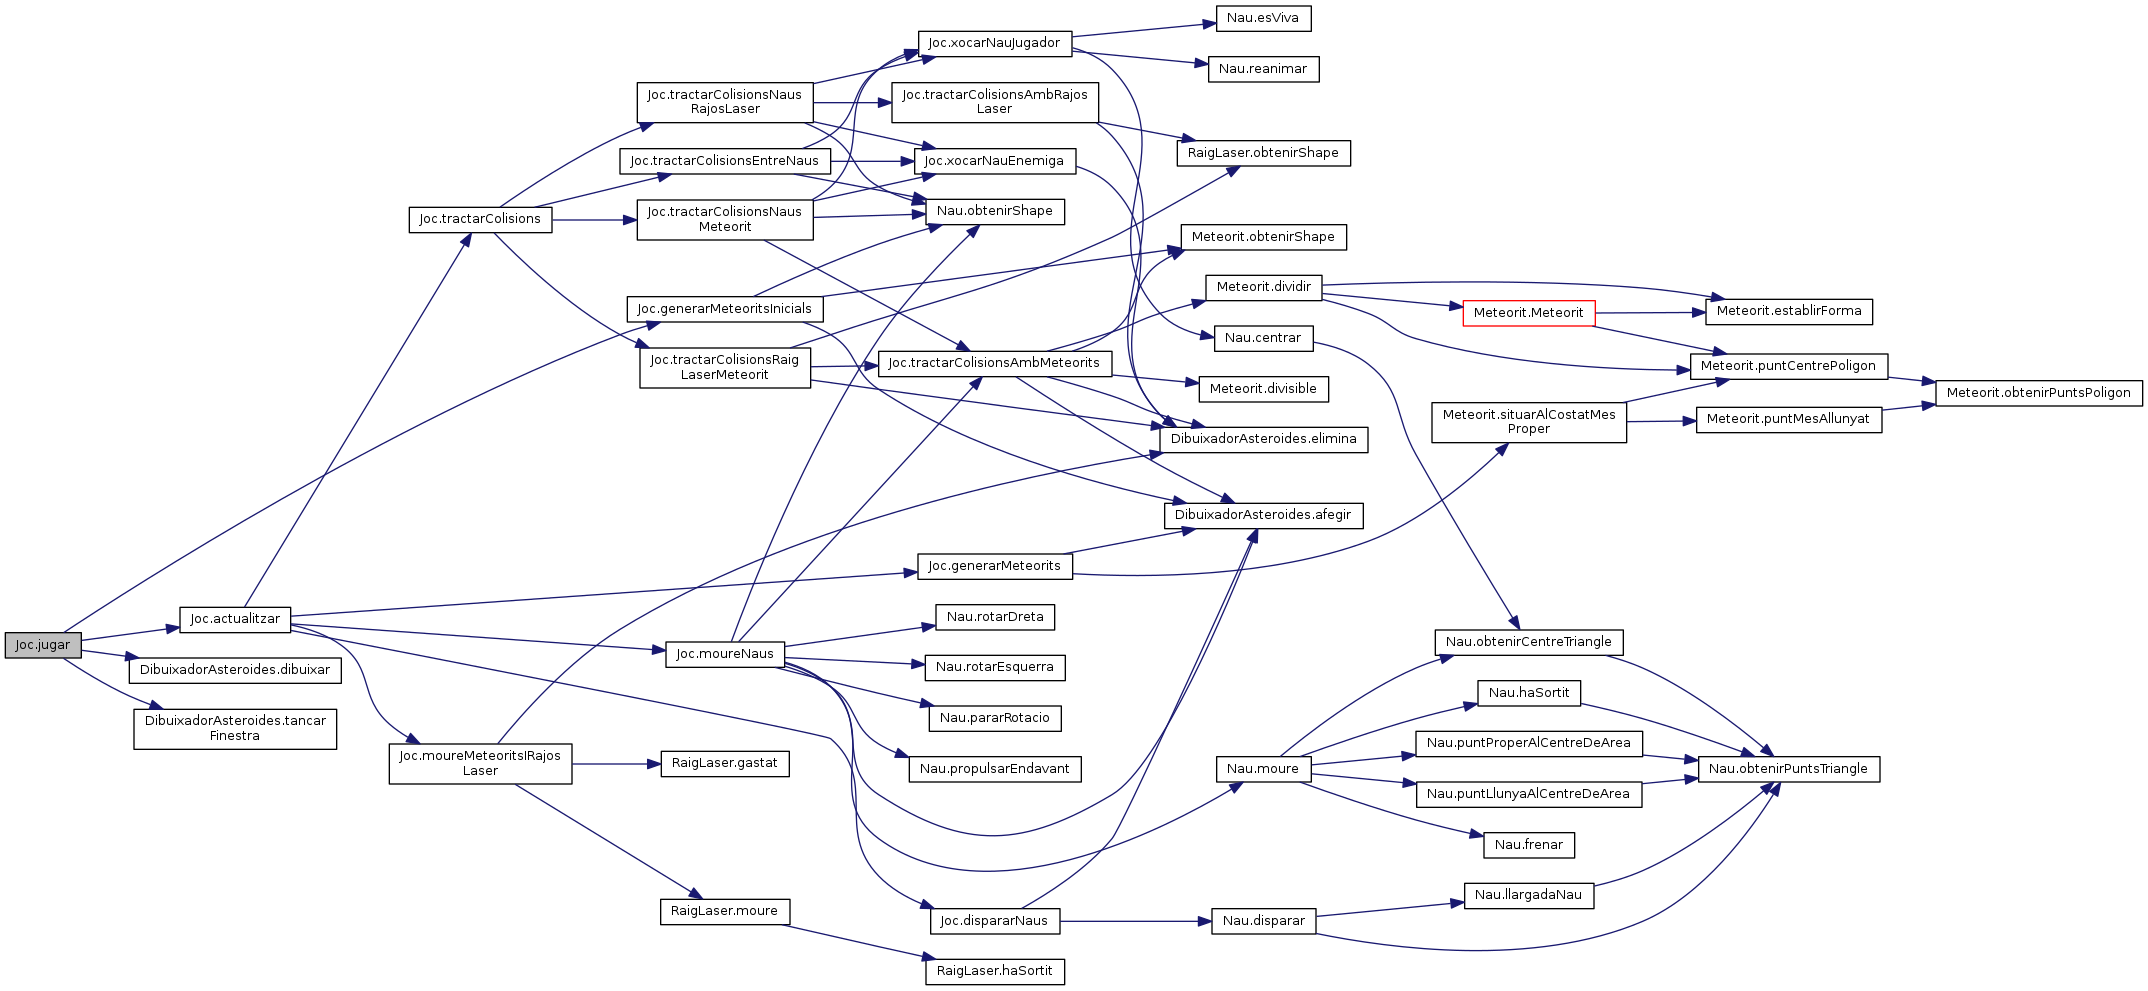 Joc.jugar
Joc.actualitzar
DibuixadorAsteroides.dibuixar
DibuixadorAsteroides.tancar
Finestra
Joc.tractarColisions
Joc.moureMeteoritsIRajos
Laser
Joc.tractarColisionsNaus
RajosLaser
Joc.tractarColisionsEntreNaus
Joc.tractarColisionsNaus
Meteorit
Joc.generarMeteoritsInicials
Joc.tractarColisionsRaig
LaserMeteorit
Joc.moureNaus
RaigLaser.gastat
RaigLaser.moure
Joc.xocarNauJugador
Joc.tractarColisionsAmbRajos
Laser
Joc.xocarNauEnemiga
Nau.obtenirShape
Joc.tractarColisionsAmbMeteorits
Joc.generarMeteorits
Nau.rotarDreta
Nau.rotarEsquerra
Nau.pararRotacio
Nau.propulsarEndavant
Joc.dispararNaus
RaigLaser.haSortit
Nau.esViva
Nau.reanimar
RaigLaser.obtenirShape
Meteorit.obtenirShape
Meteorit.dividir
Nau.centrar
Meteorit.divisible
DibuixadorAsteroides.elimina
DibuixadorAsteroides.afegir
Nau.moure
Nau.disparar
Meteorit.Meteorit
Meteorit.situarAlCostatMes
Proper
Nau.obtenirCentreTriangle
Nau.haSortit
Nau.puntProperAlCentreDeArea
Nau.puntLlunyaAlCentreDeArea
Nau.frenar
Nau.llargadaNau
Meteorit.establirForma
Meteorit.puntCentrePoligon
Meteorit.puntMesAllunyat
Nau.obtenirPuntsTriangle
Meteorit.obtenirPuntsPoligon